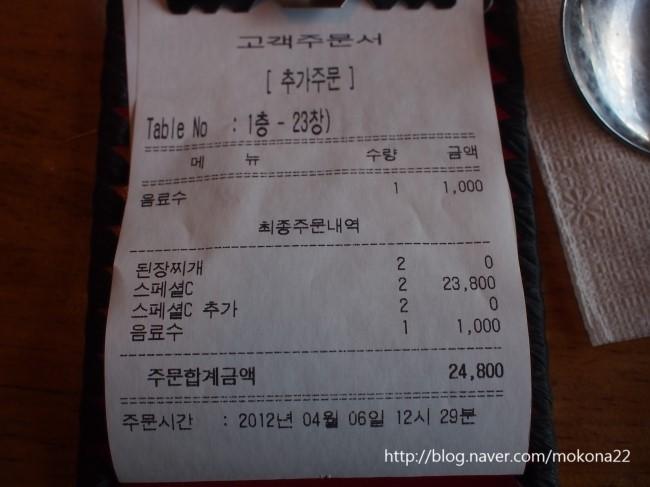 고객주문서
[ 추가주문 ]
Table No : 1층 - 23창)
메 뉴 수량 금액
음료수 1 1,000
최종주문내역
된장찌개 2 0
스페셜C 2 23,800
스페셜C 추가 2 0
음료수 1 1,000
주문합계금액 24,800
주문시간 : 2012년 04월 06일 12시 29분
http://blog.naver.com/mokona22